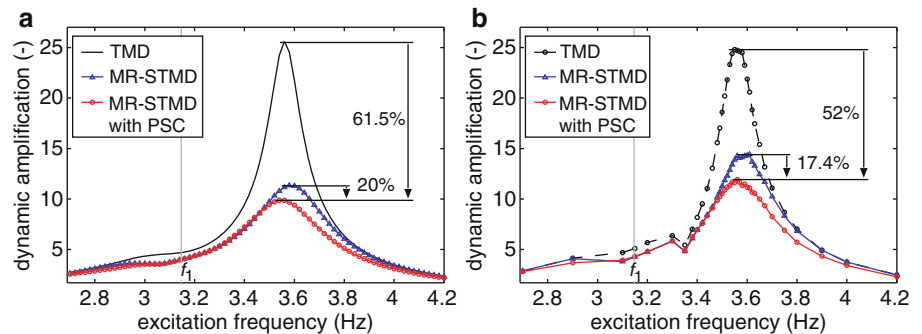 a
dynamic amplification (-)
25
20
15
10
5
TMD
MR-STMD
MR-STMD
with PSC
61.5%
20%
f1
2.8 3 3.2 3.4 3.6 3.8 4 4.2
excitation frequency (Hz)
b
dynamic amplification (-)
25
20
15
10
5
TMD
MR-STMD
MR-STMD
with PSC
52%
17.4%
f1
2.8 3 3.2 3.4 3.6 3.8 4 4.2
excitation frequency (Hz)